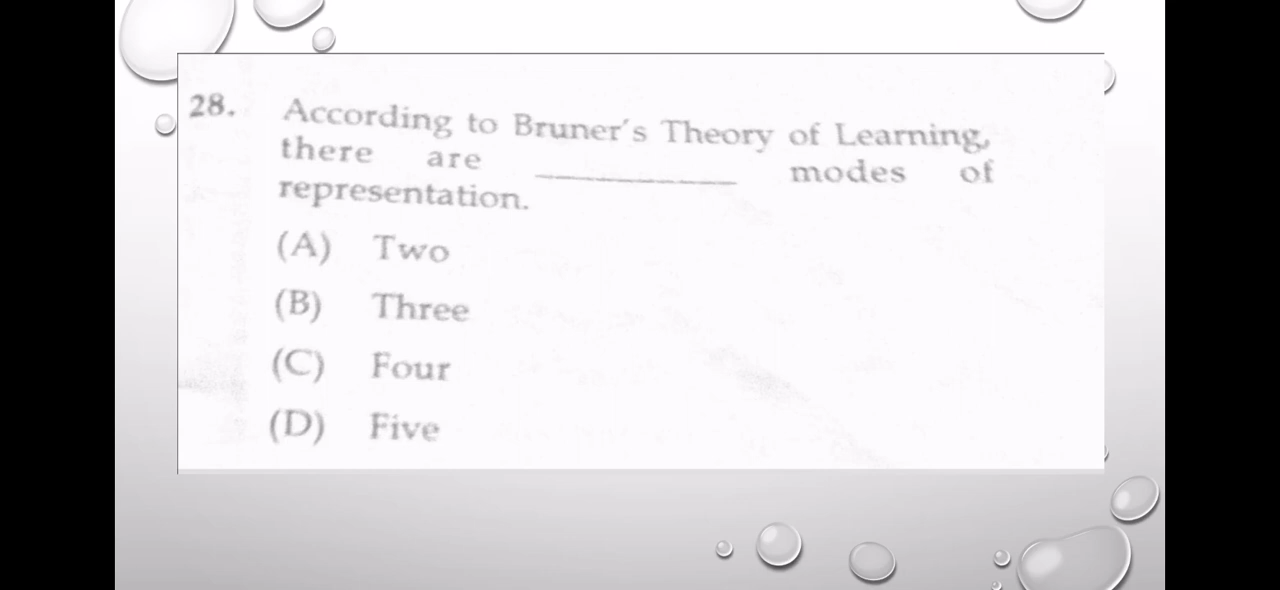 28. According to Bruner's Theory of Learning,
there are __________ modes of
representation.
(A) Two
(B) Three
(C) Four
(D) Five